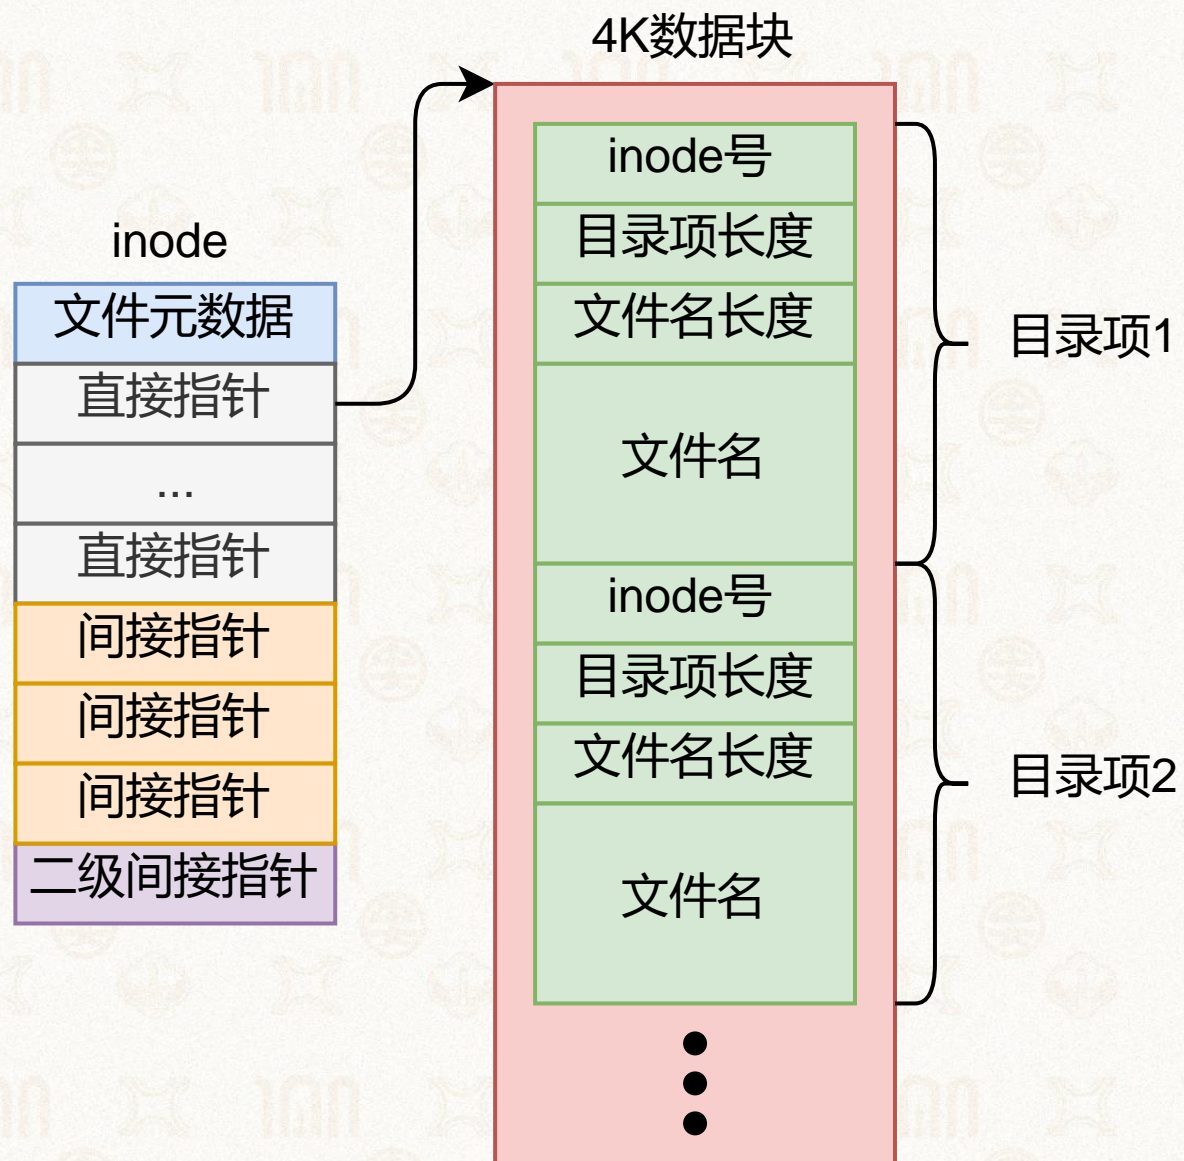 4K数据块
inode
文件元数据
直接指针
...
直接指针
间接指针
间接指针
间接指针
二级间接指针
inode号
目录项长度
文件名长度
文件名
inode号
目录项长度
文件名长度
文件名
目录项1
目录项2